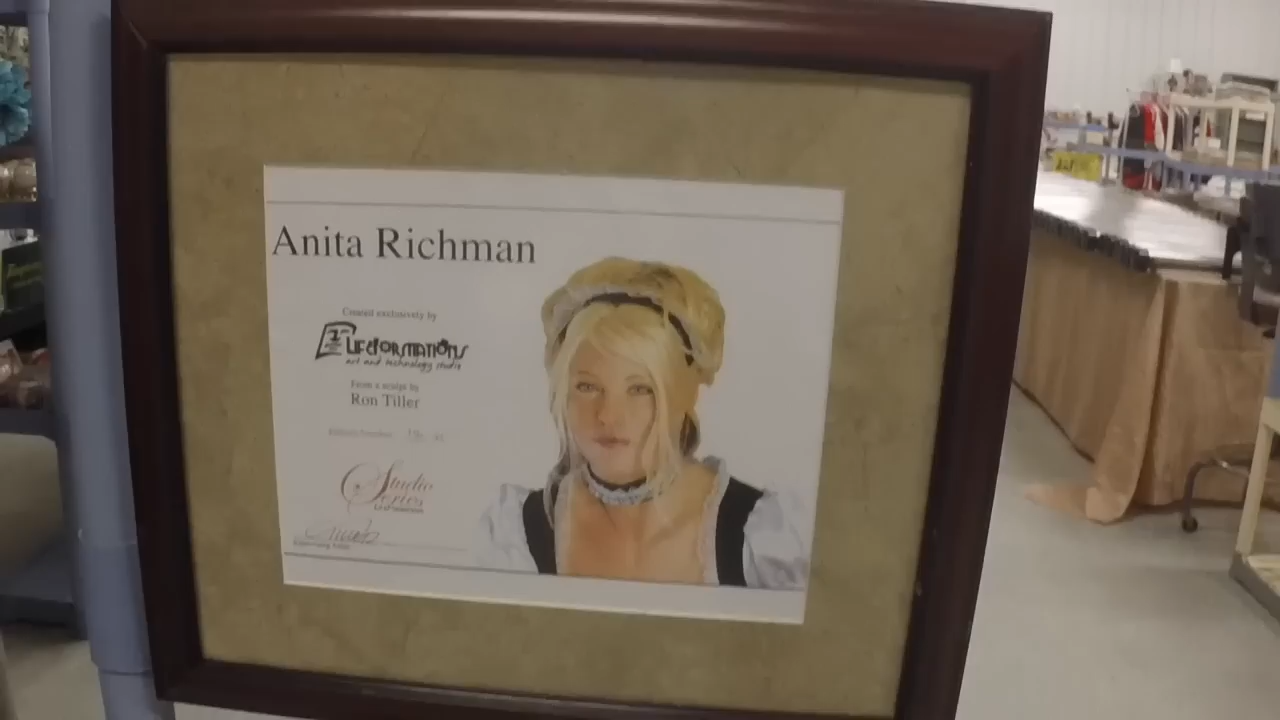 Anita Richman
Created exclusively by
LIFEFORMATIONS
art and technology studio
From a sculpt by
Ron Tiller
Studio
Series